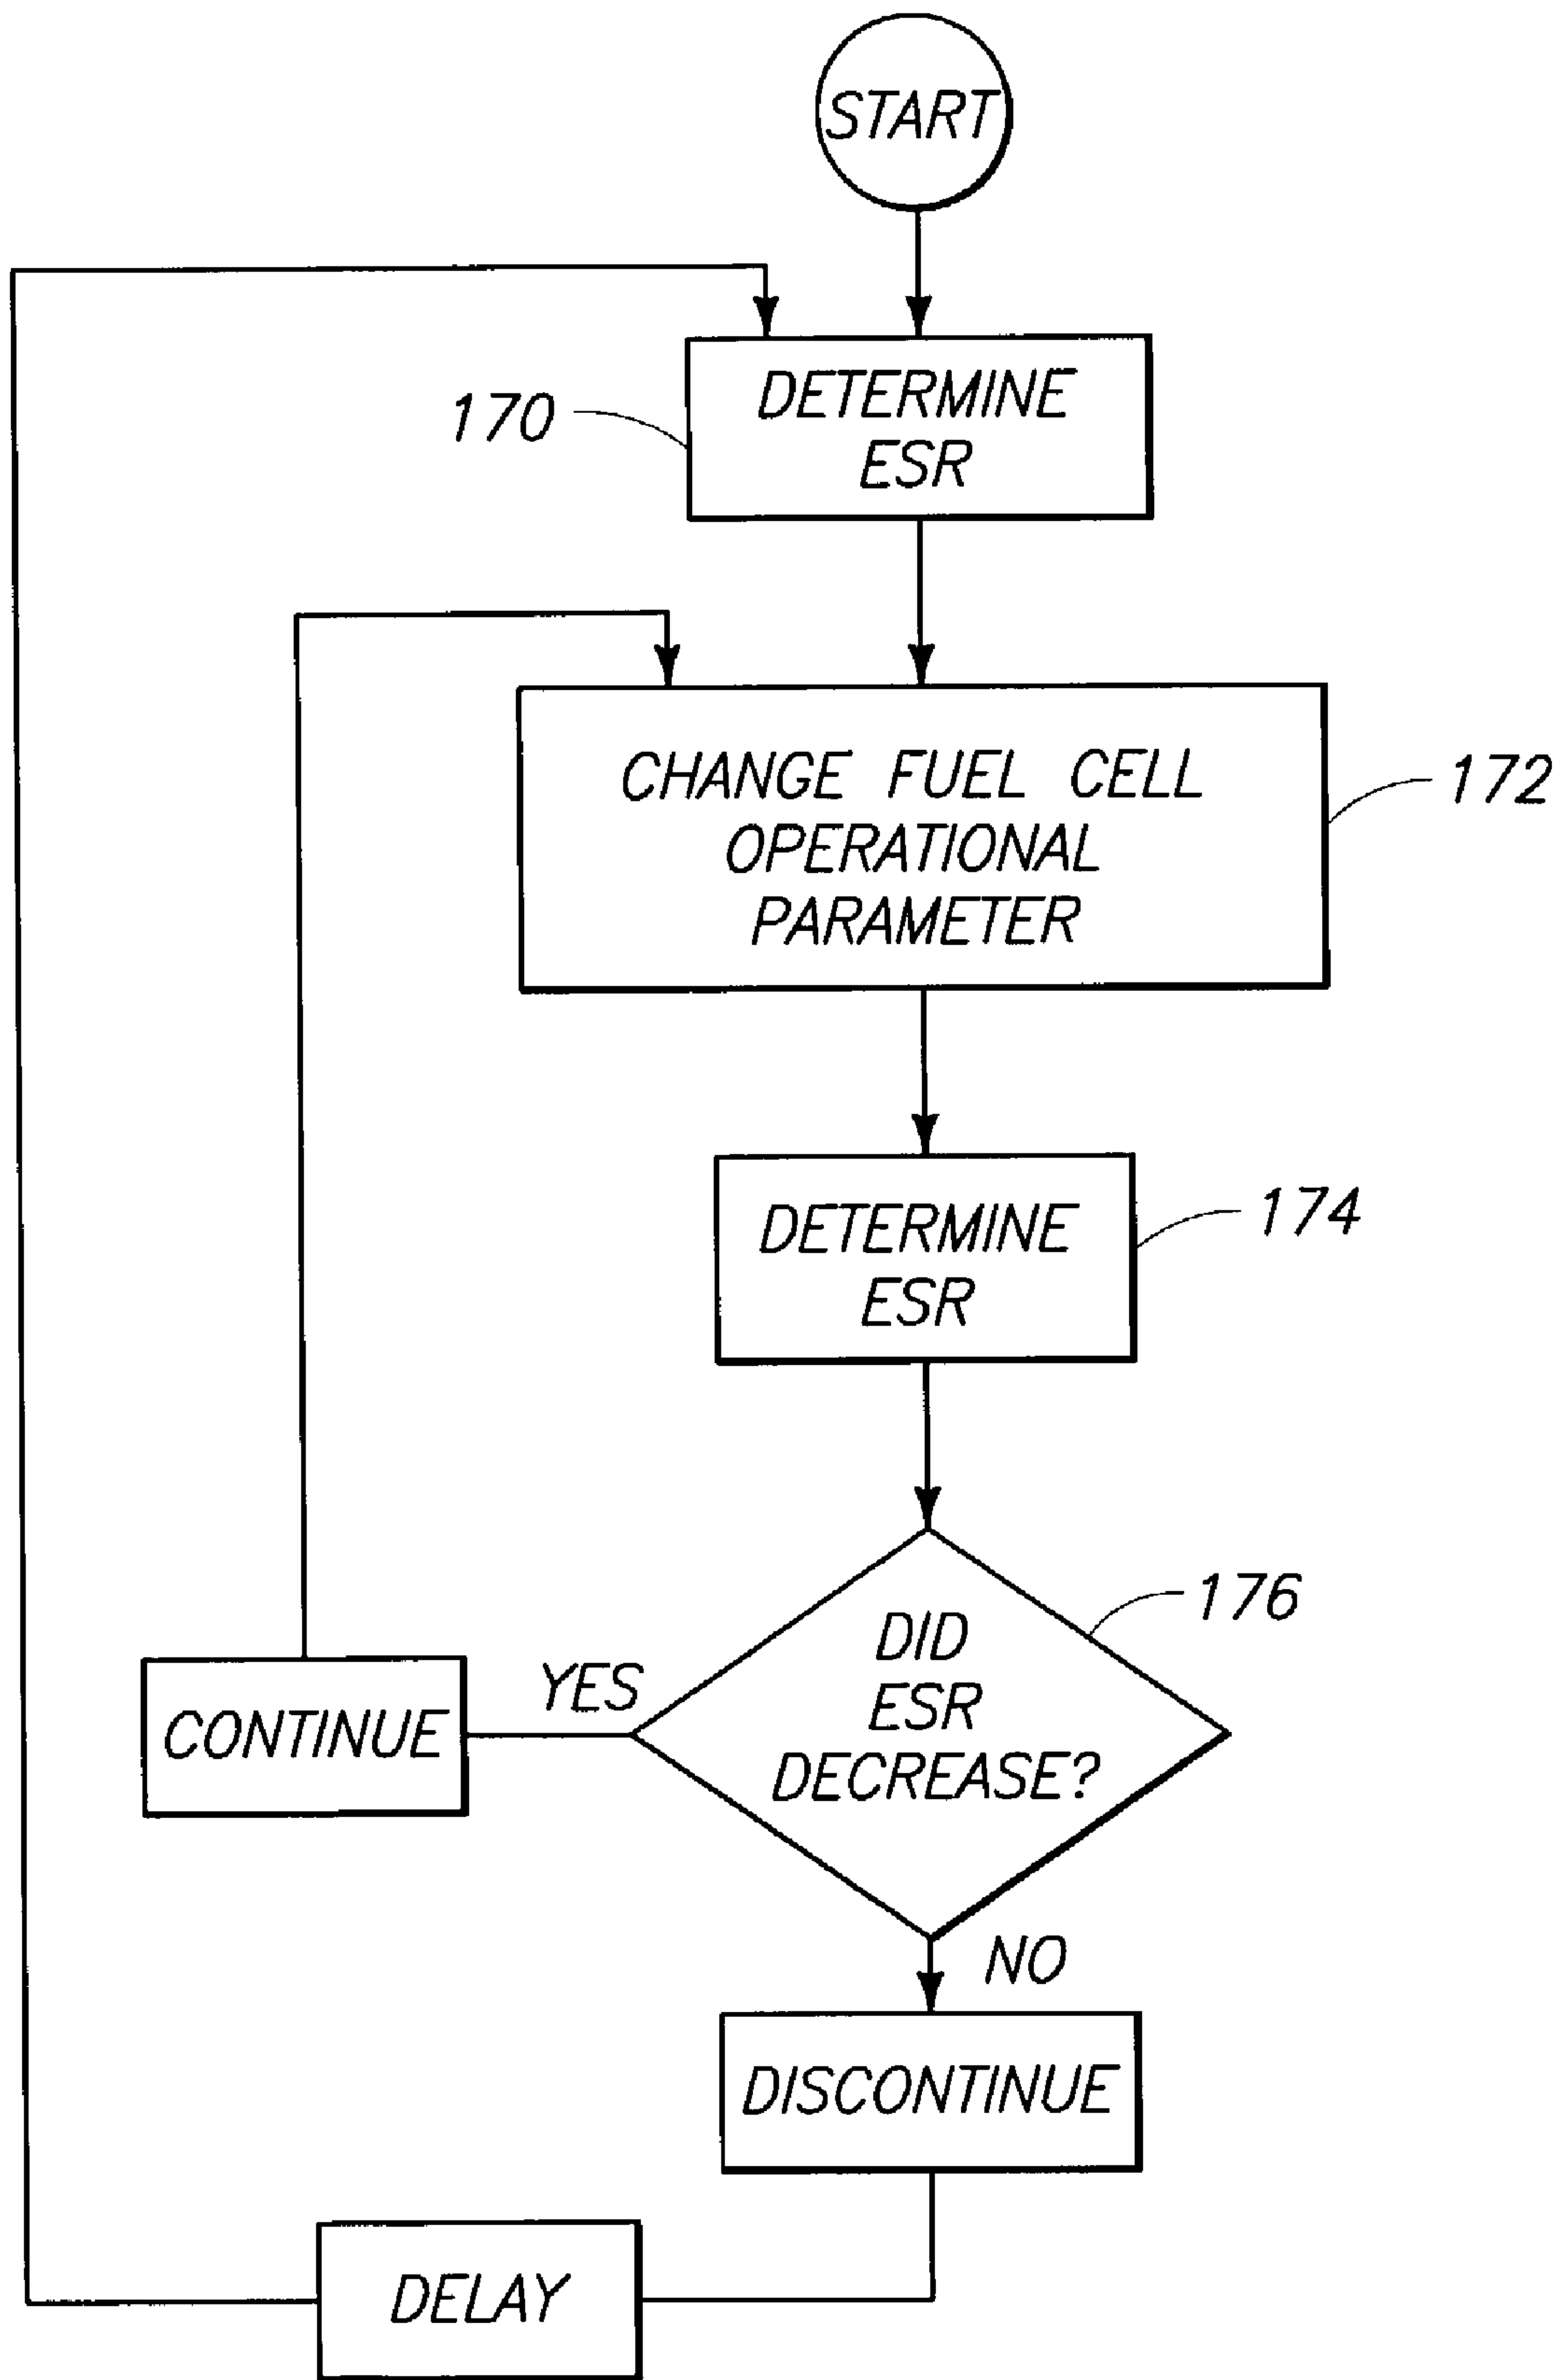 START
DETERMINE
ESR
170
CHANGE FUEL CELL
OPERATIONAL
PARAMETER
172
DETERMINE
ESR
174
DID
ESR
DECREASE?
176
YES
CONTINUE
NO
DISCONTINUE
DELAY